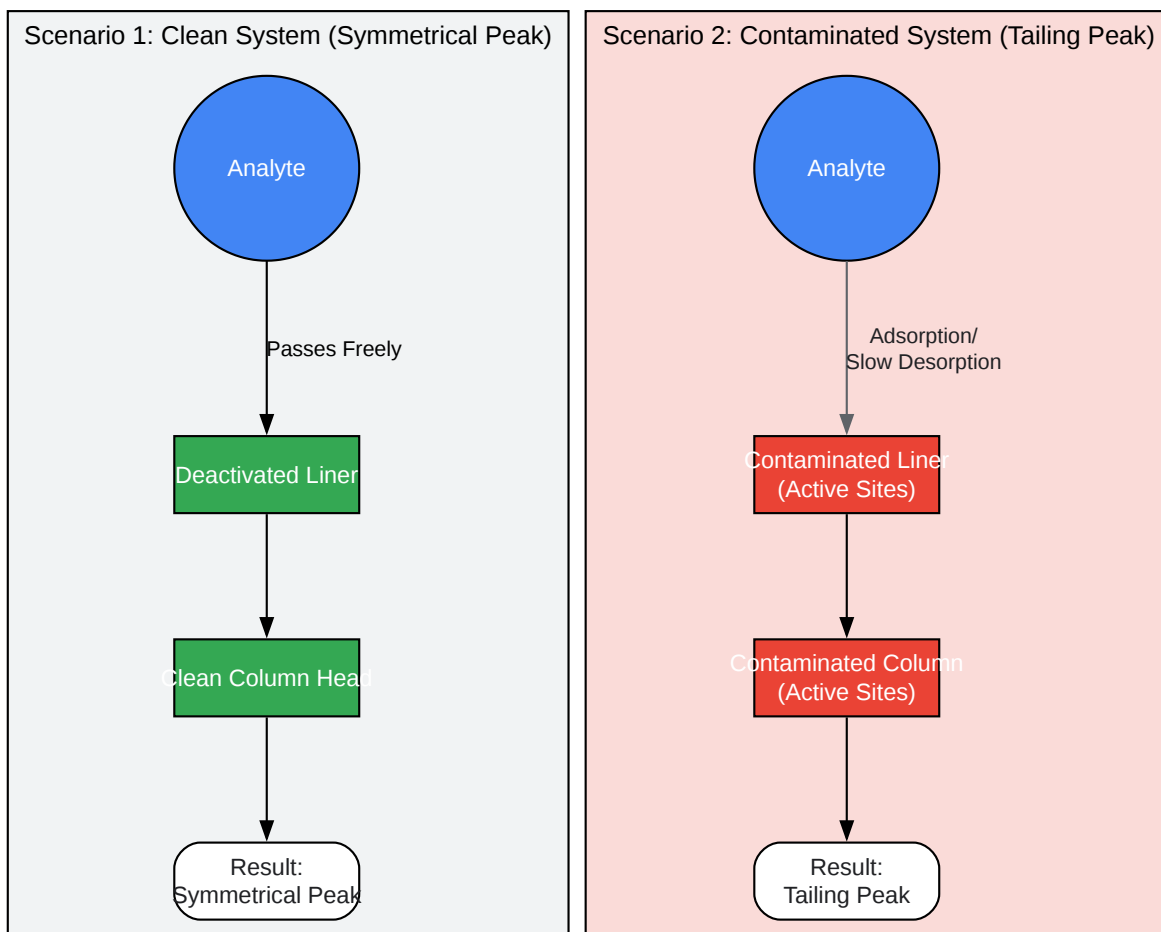 Scenario 1: Clean System (Symmetrical Peak)
Analyte
Passes Freely
Deactivated Liner
Clean Column Head
Result:
Symmetrical Peak
Scenario 2: Contaminated System (Tailing Peak)
Analyte
Adsorption/
Slow Desorption
Contaminated Liner
(Active Sites)
Contaminated Column
(Active Sites)
Result:
Tailing Peak